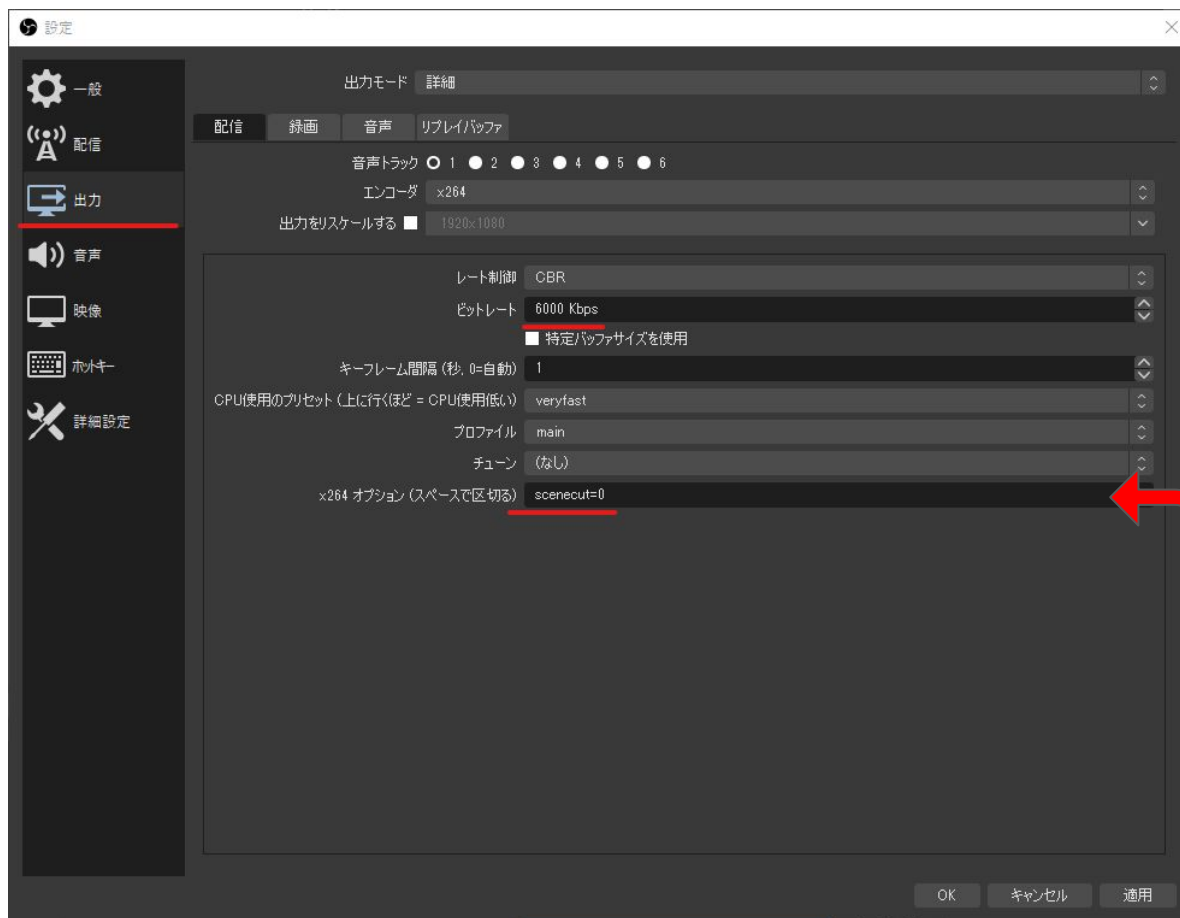 設定
一般
配信
出力
音声
映像
ホットキー
詳細設定
出力モード 詳細
配信 録画 音声 リプレイバッファ
音声トラック 1 2 3 4 5 6
エンコーダ x264
出力をリスケールする 1920x1080
レート制御 CBR
ビットレート 6000 Kbps
特定バッファサイズを使用
キーフレーム間隔 (秒, 0=自動) 1
CPU使用のプリセット (上に行くほど = CPU使用低い) veryfast
プロファイル main
チューン (なし)
x264 オプション (スペースで区切る) scenecut=0
OK キャンセル 適用